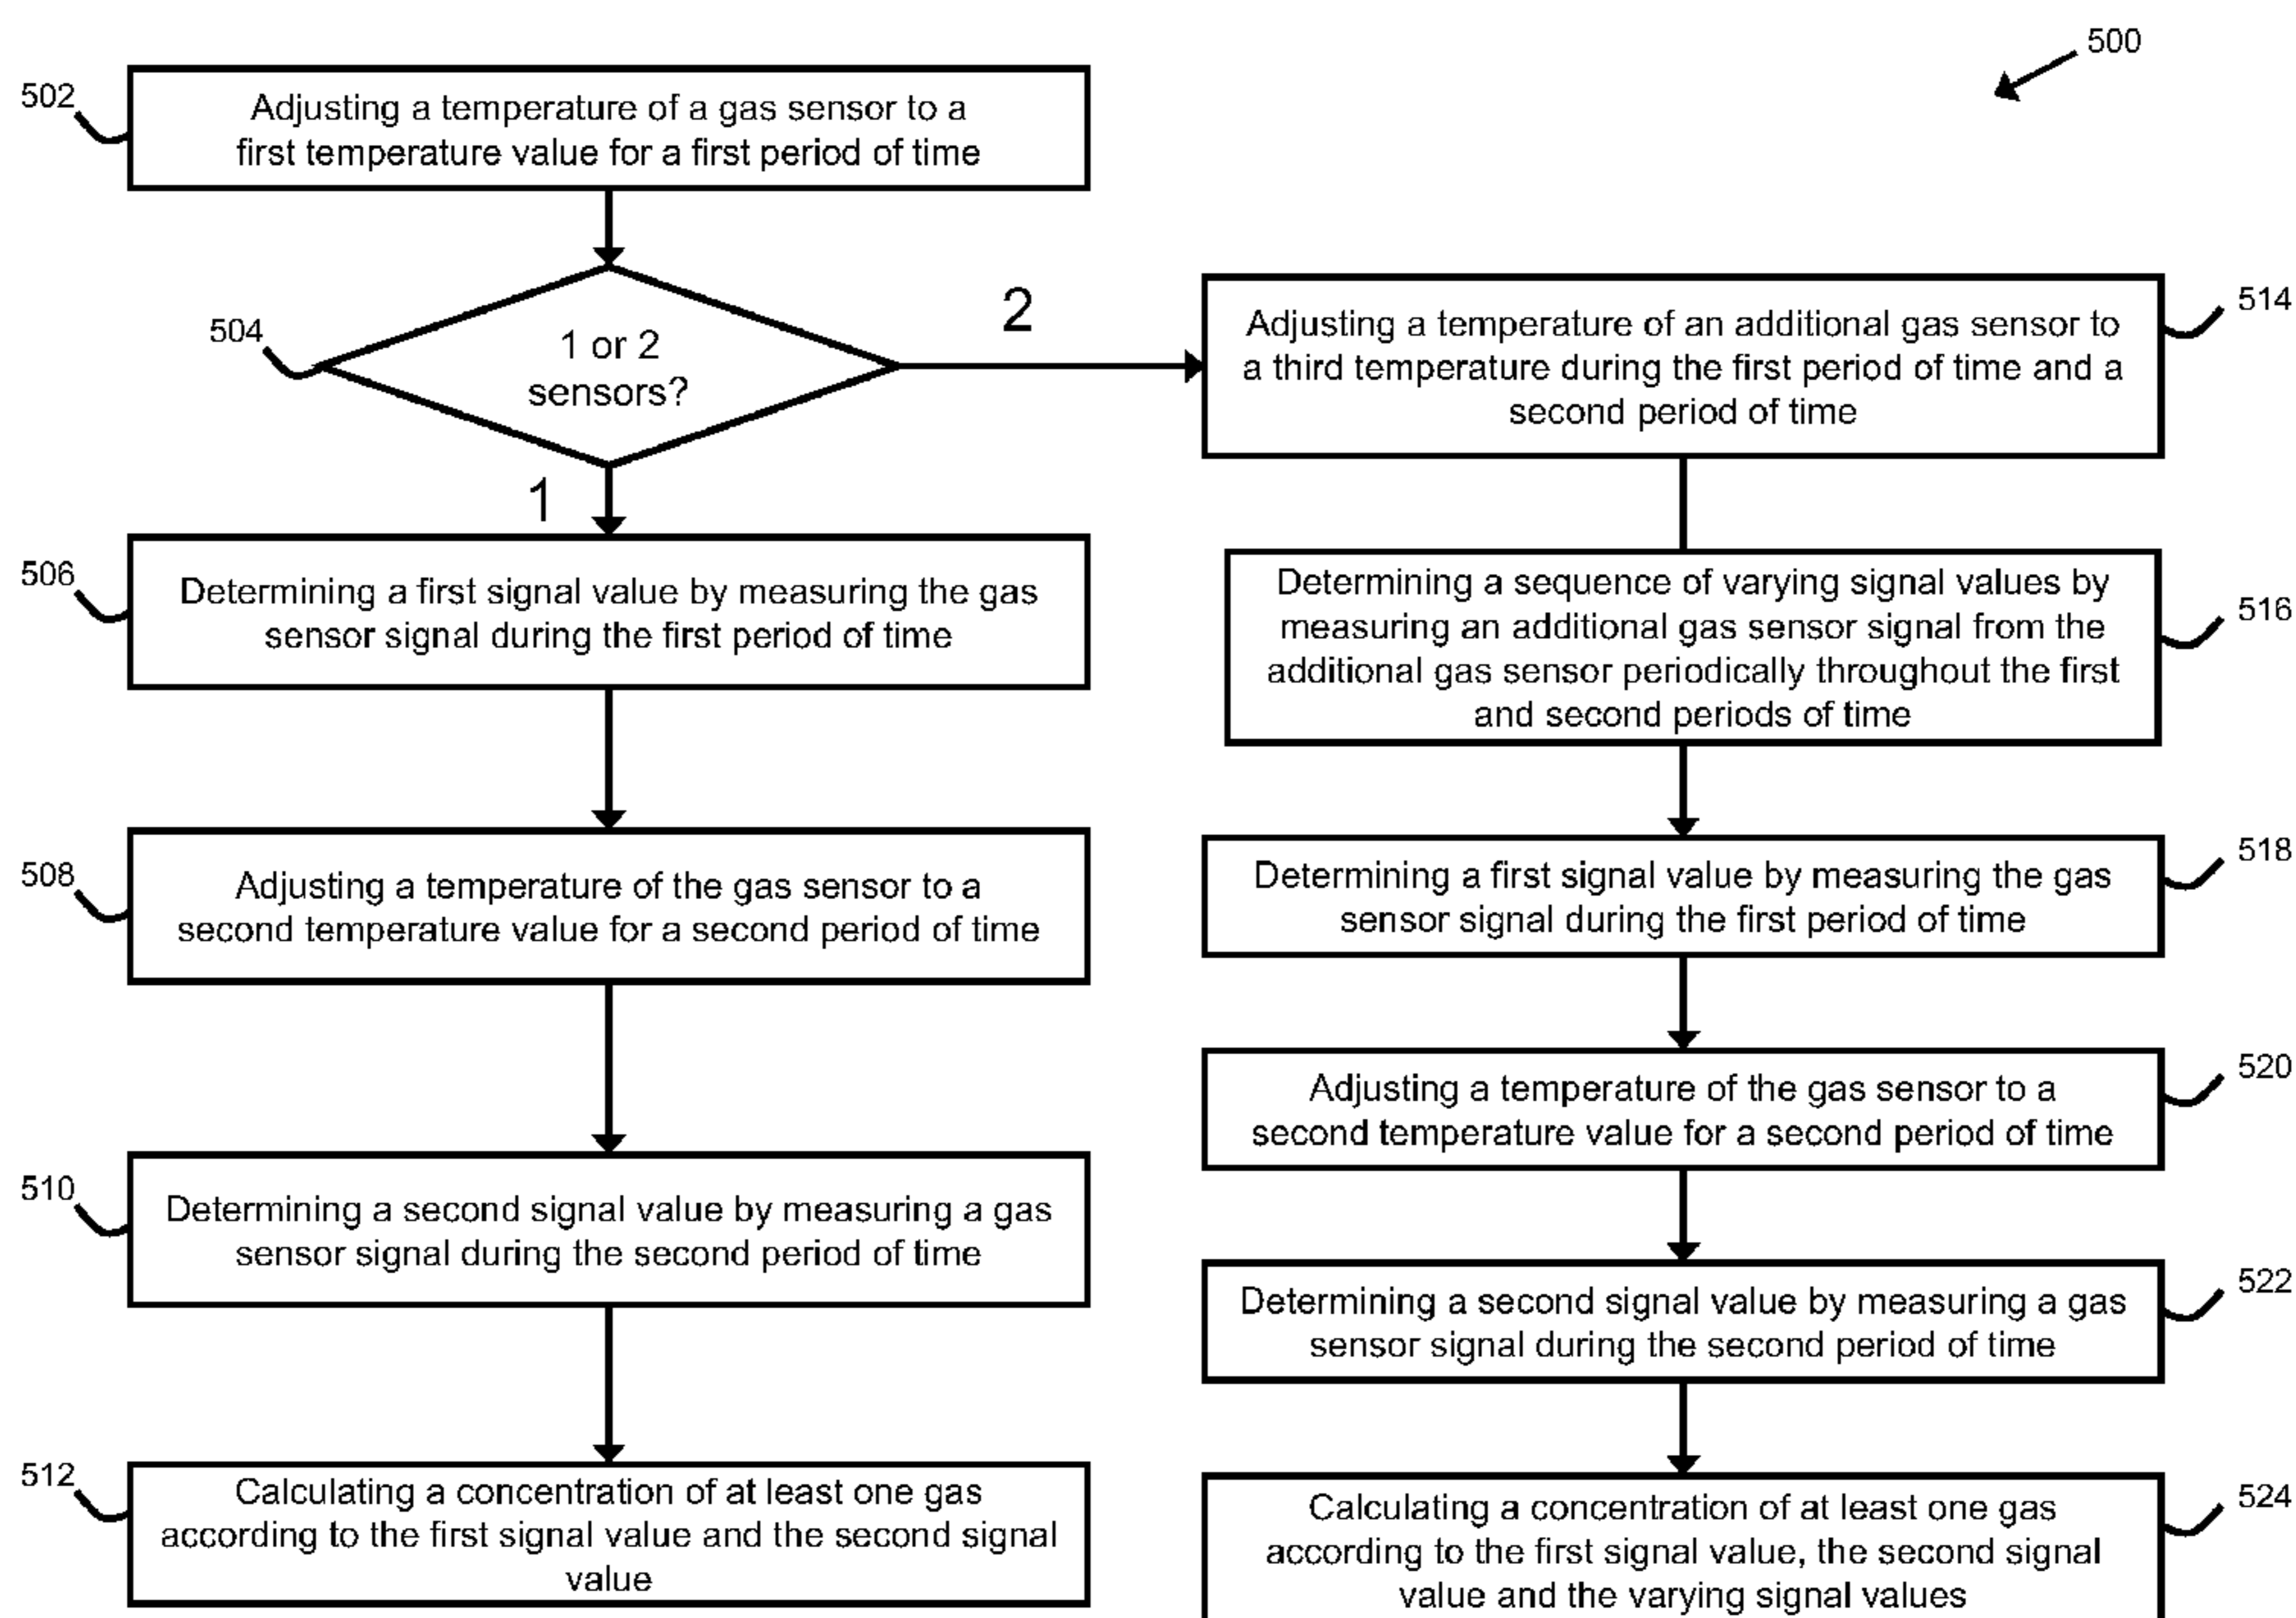 500
502
Adjusting a temperature of a gas sensor to a
first temperature value for a first period of time
504
1 or 2
sensors?
2
1
506
Determining a first signal value by measuring the gas
sensor signal during the first period of time
508
Adjusting a temperature of the gas sensor to a
second temperature value for a second period of time
510
Determining a second signal value by measuring a gas
sensor signal during the second period of time
512
Calculating a concentration of at least one gas
according to the first signal value and the second signal
value
514
Adjusting a temperature of an additional gas sensor to
a third temperature during the first period of time and a
second period of time
516
Determining a sequence of varying signal values by
measuring an additional gas sensor signal from the
additional gas sensor periodically throughout the first
and second periods of time
518
Determining a first signal value by measuring the gas
sensor signal during the first period of time
520
Adjusting a temperature of the gas sensor to a
second temperature value for a second period of time
522
Determining a second signal value by measuring a gas
sensor signal during the second period of time
524
Calculating a concentration of at least one gas
according to the first signal value, the second signal
value and the varying signal values